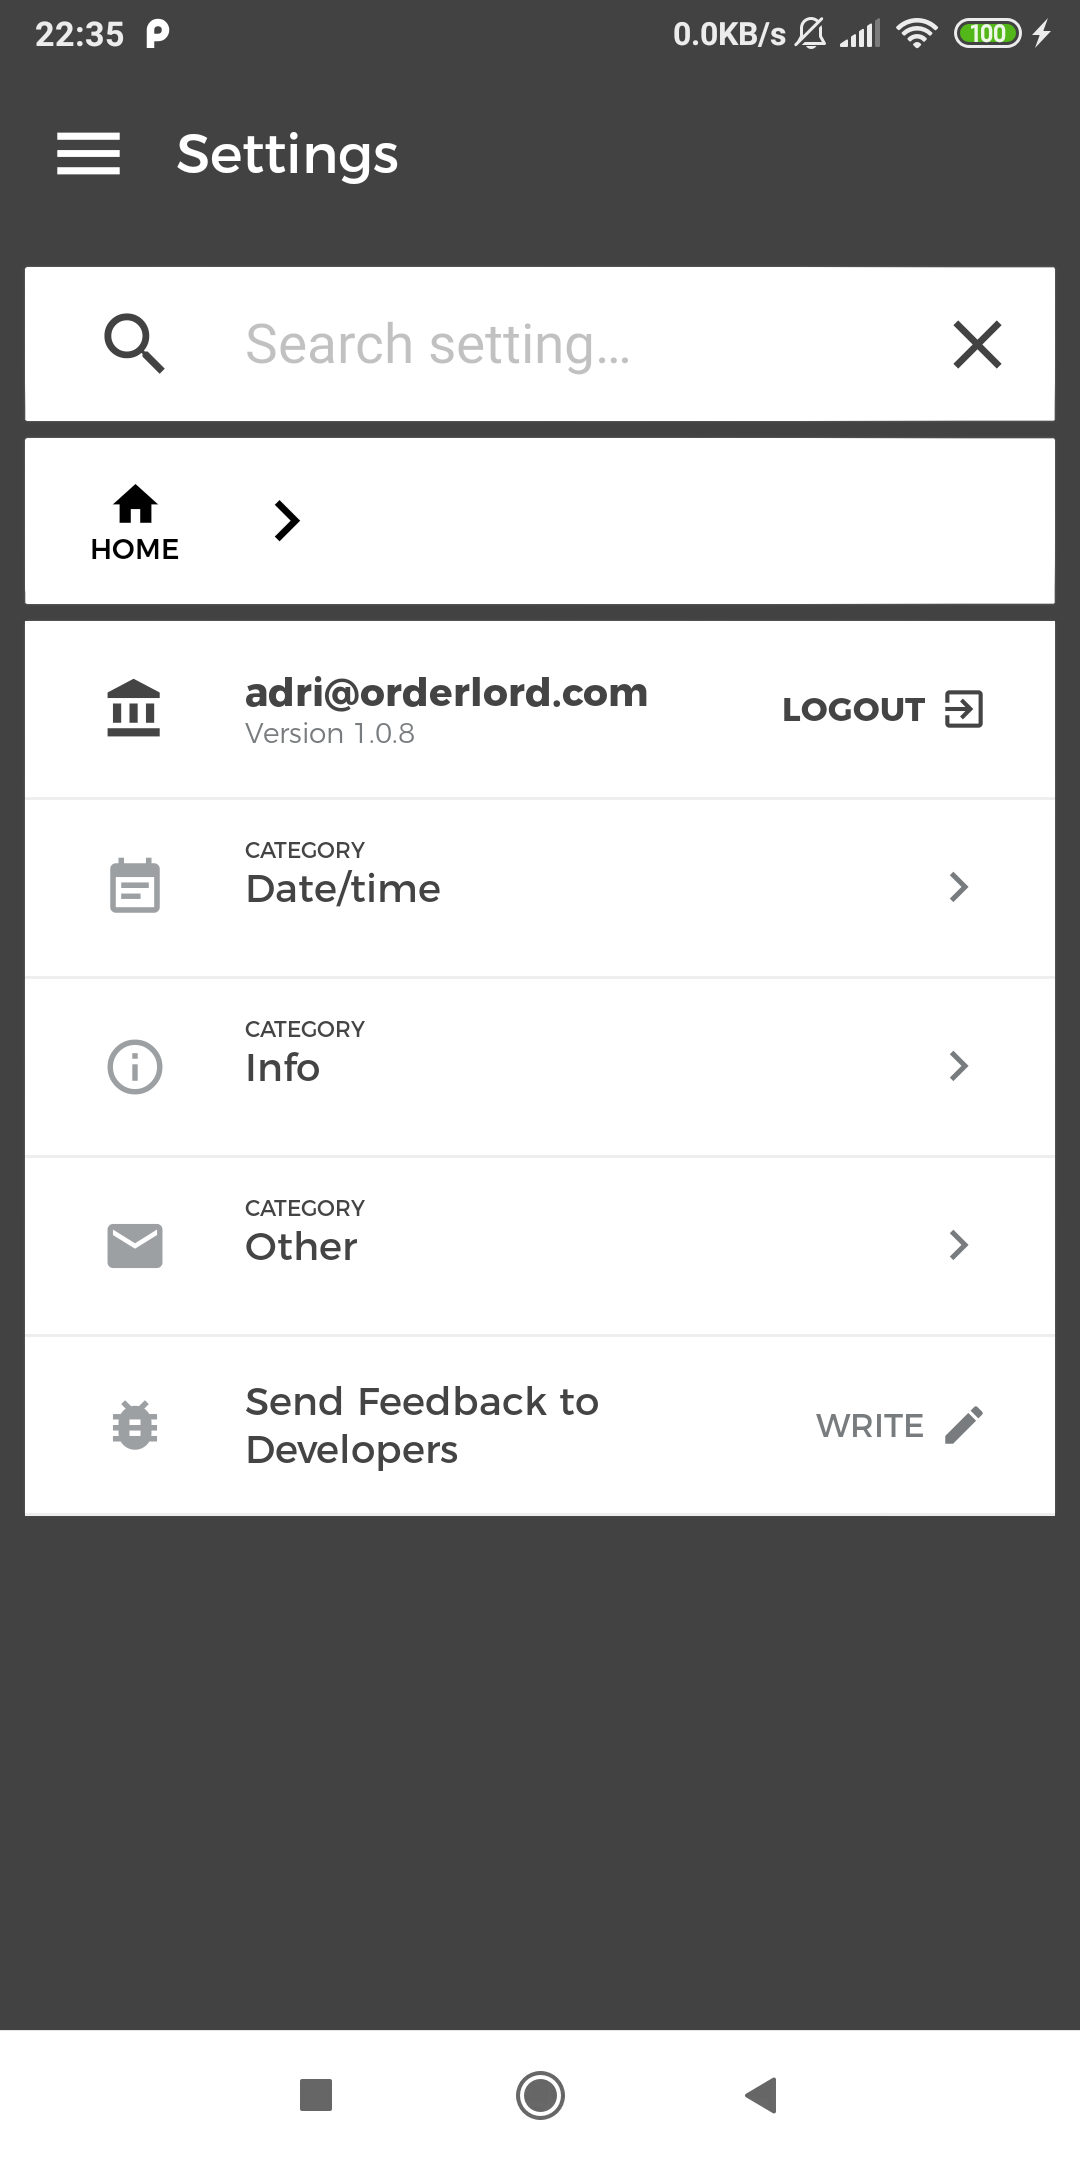 22:35 0.0KB/s 100
Settings
Search setting...
HOME
adri@orderlord.com
Version 1.0.8
LOGOUT
CATEGORY
Date/time
CATEGORY
Info
CATEGORY
Other
Send Feedback to
Developers
WRITE